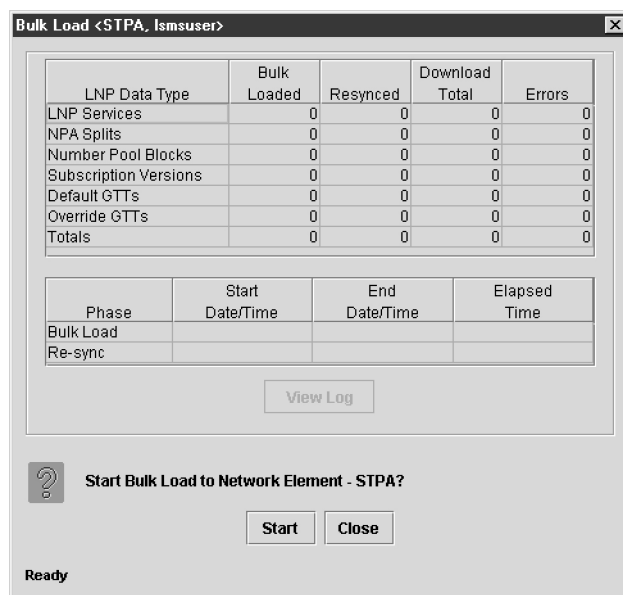 Bulk Load <STPA, lsmsuser>
Bulk Download
LNP Data Type Loaded Resynced Total Errors
LNP Services 0 0 0 0
NPA Splits 0 0 0 0
Number Pool Blocks 0 0 0 0
Subscription Versions 0 0 0 0
Default GTTs 0 0 0 0
Override GTTs 0 0 0 0
Totals 0 0 0 0
Start End Elapsed
Phase Date/Time Date/Time Time
Bulk Load
Re-sync
View Log
Start Bulk Load to Network Element - STPA?
Start Close
Ready